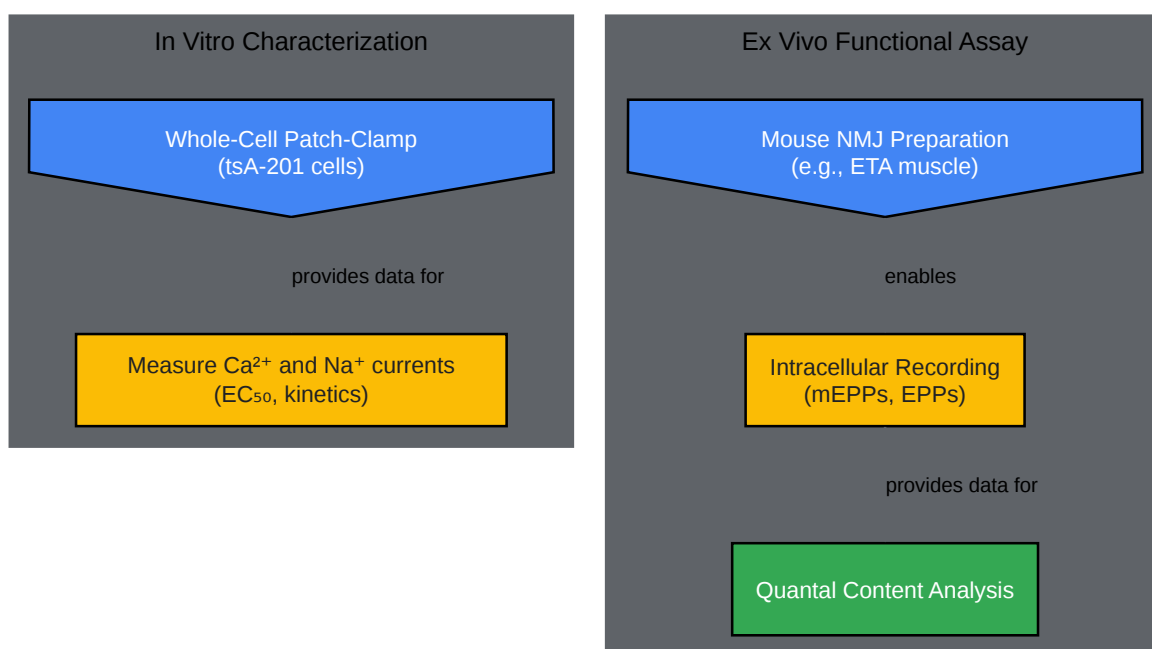 In Vitro Characterization
Whole-Cell Patch-Clamp
(tsA-201 cells)
provides data for
Measure Ca²⁺ and Na⁺ currents
(EC₅₀, kinetics)
Ex Vivo Functional Assay
Mouse NMJ Preparation
(e.g., ETA muscle)
enables
Intracellular Recording
(mEPPs, EPPs)
provides data for
Quantal Content Analysis